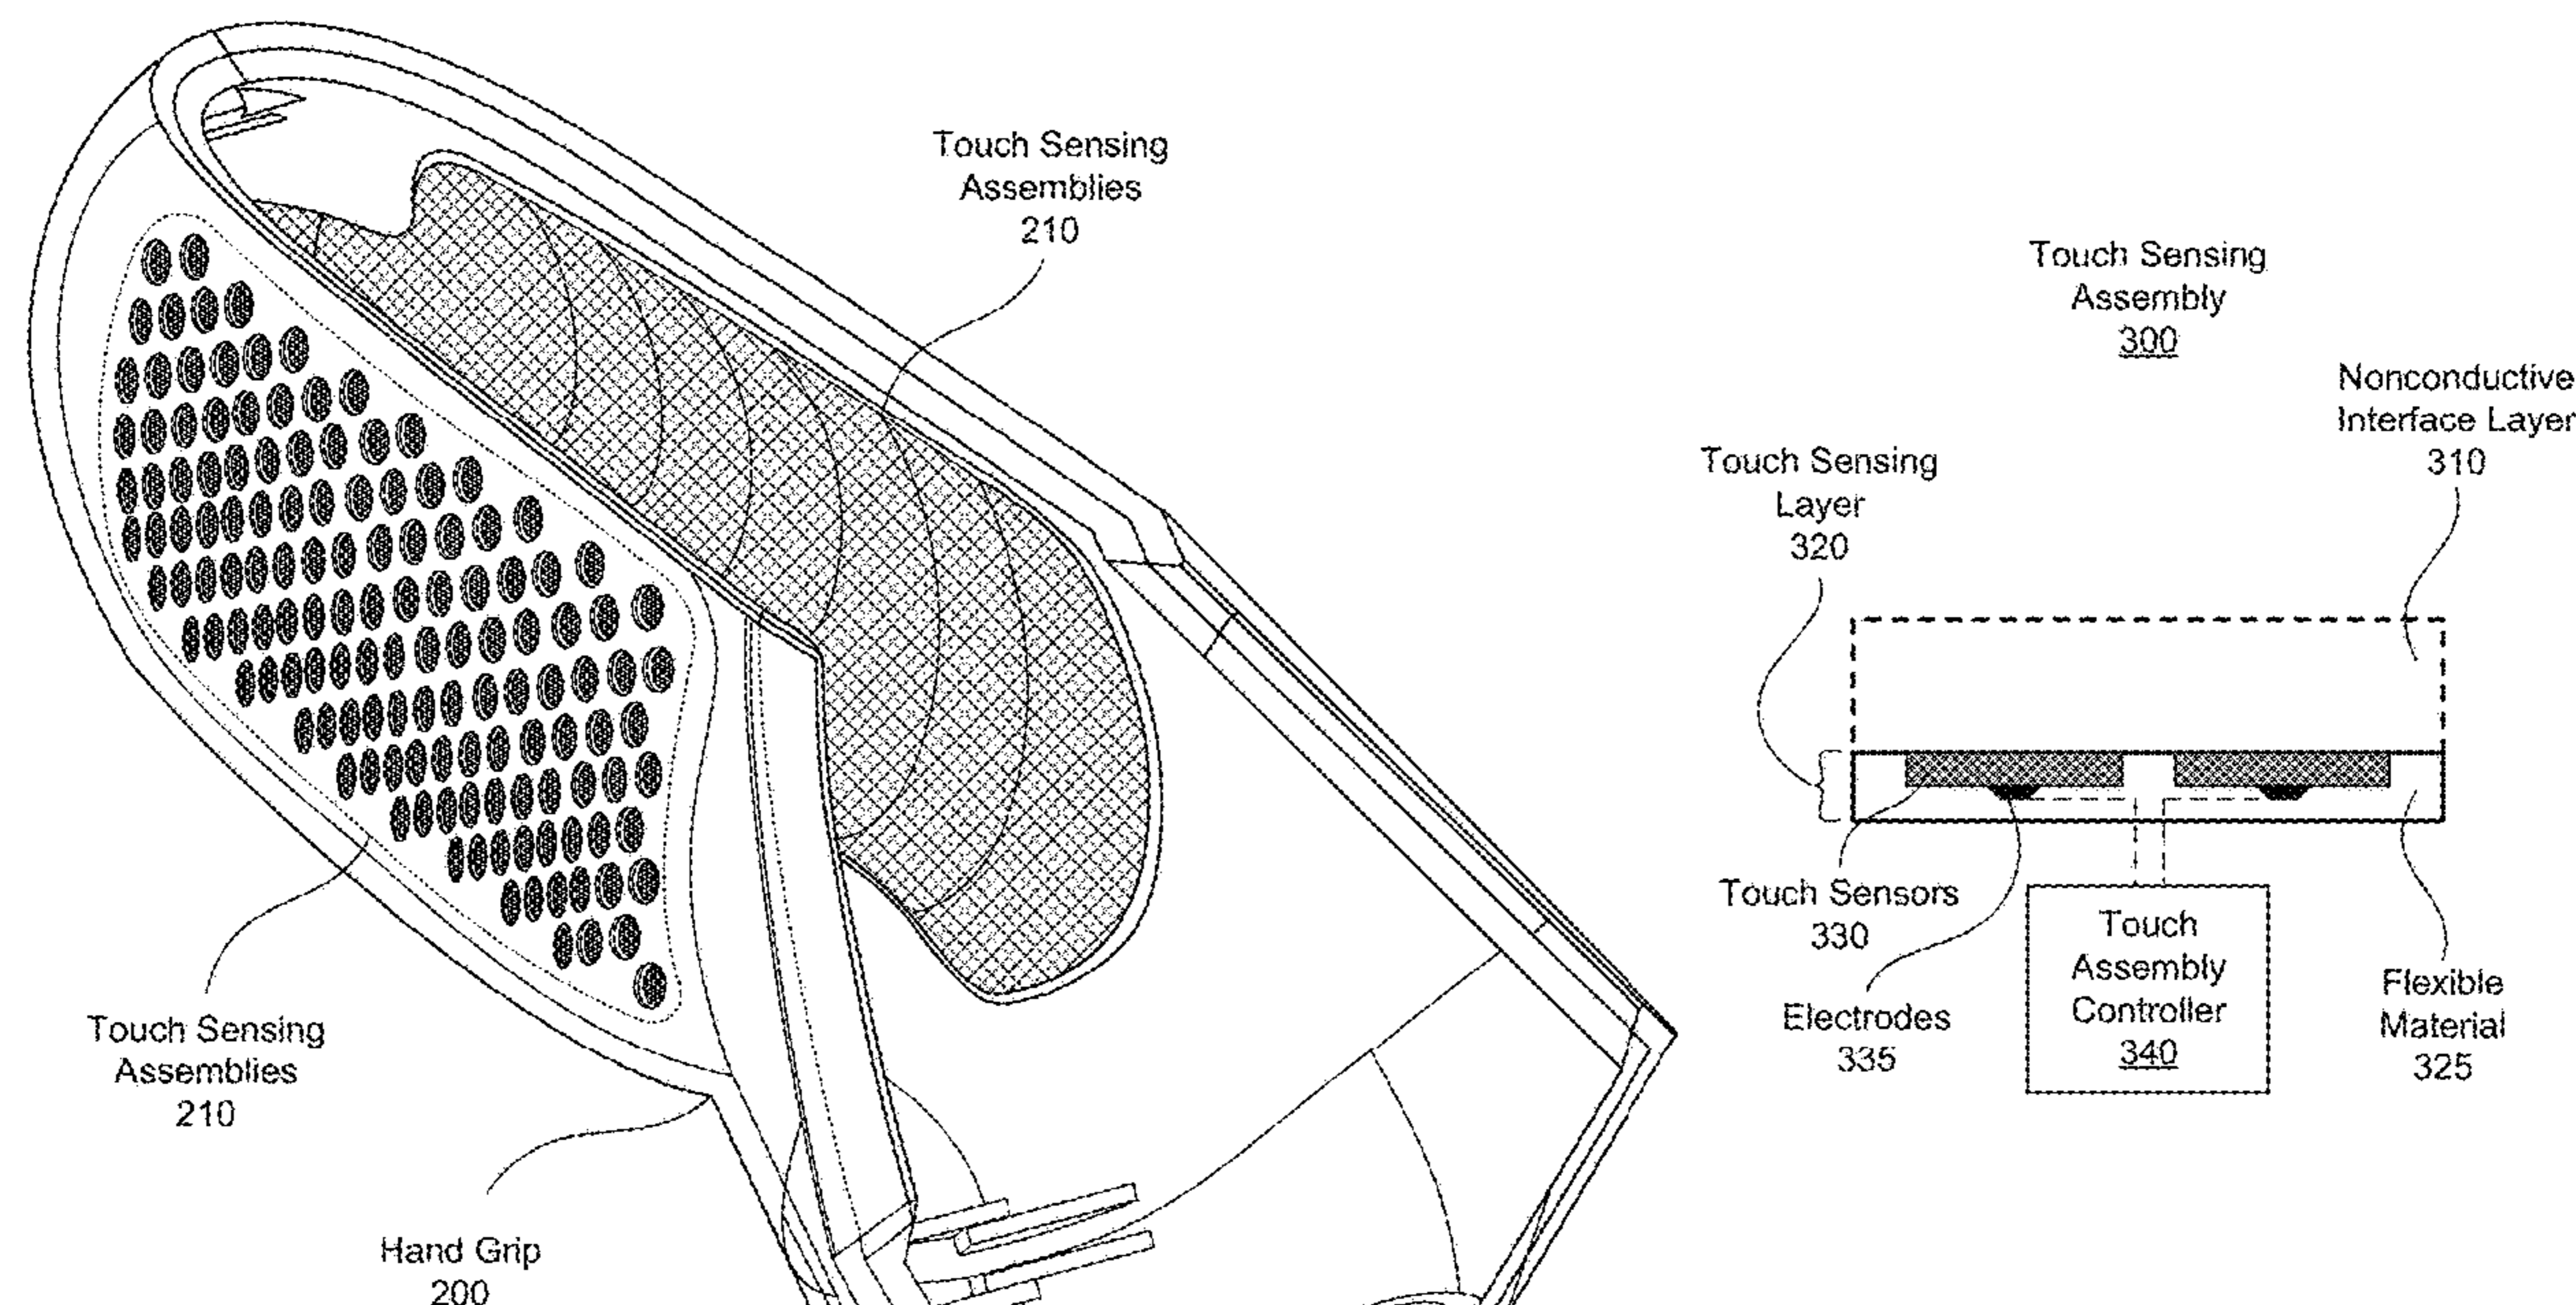 Touch Sensing
Assemblies
210
Touch Sensing
Assemblies
210
Hand Grip
200
Touch Sensing
Assembly
300
Nonconductive
Interface Layer
310
Touch Sensing
Layer
320
Touch Sensors
330
Electrodes
335
Touch
Assembly
Controller
340
Flexible
Material
325